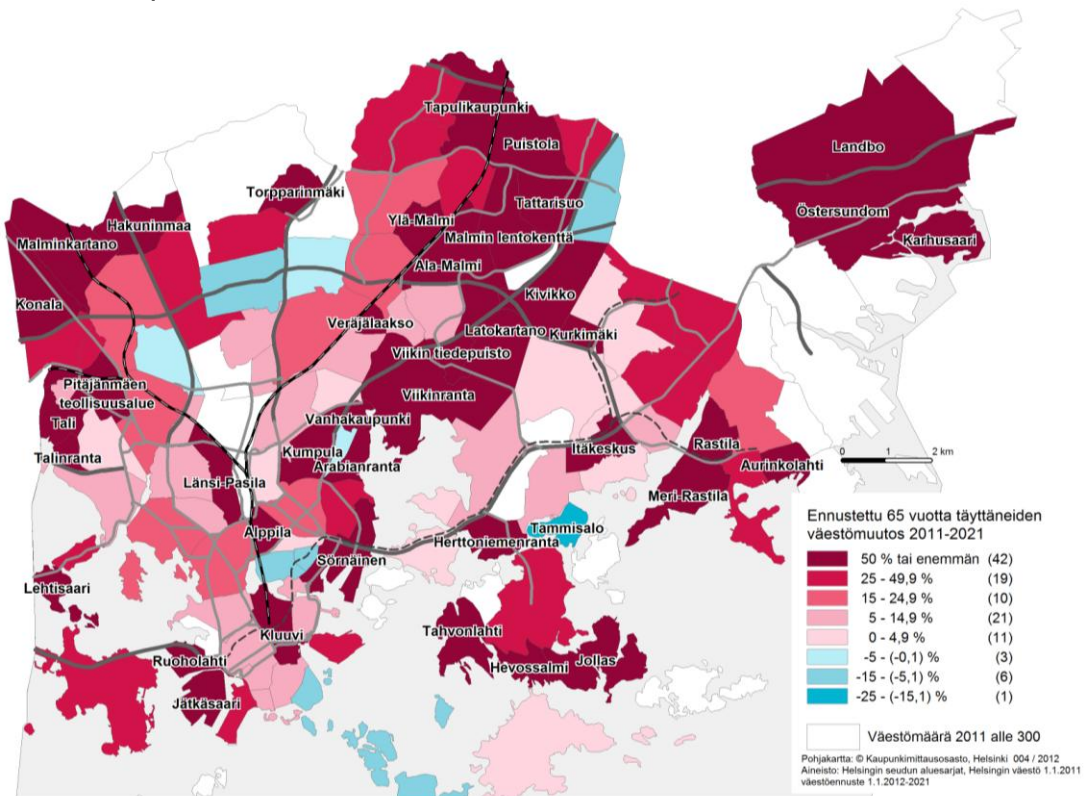 Tapulikaupunki
Puistola
Landbo
Torpparinmäki
Tattarisuo
Östersundom
Ylä-Malmi
Hakuninmaa
Malmin lentokenttä
Karhusaari
Malminkartano
Ala-Malmi
Kivikko
Konala
Veräjälaakso
Latokartano
Kurkimäki
Viikin tiedepuisto
Pitäjänmäen
teollisuusalue
Viikinranta
Tali
Vanhakaupunki
Kumpula
Itäkeskus
Rastila
Talinranta
Arabianranta
Aurinkolahti
0 1 2 km
Länsi-Pasila
Meri-Rastila
Alppila
Tammisalo
Herttoniemenranta
Sörnäinen
Lehtisaari
Tahvonlahti
Kluuvi
Ruoholahti
Hevossalmi
Jollas
Jätkäsaari
Ennustettu 65 vuotta täyttäneiden
väestömuutos 2011-2021
50 % tai enemmän (42)
25 - 49,9 % (19)
15 - 24,9 % (10)
5 - 14,9 % (21)
0 - 4,9 % (11)
-5 - (-0,1) % (3)
-15 - (-5,1) % (6)
-25 - (-15,1) % (1)
Väestömäärä 2011 alle 300
Pohjakartta: © Kaupunkimittausosasto, Helsinki 004 / 2012
Aineisto: Helsingin seudun aluesarjat, Helsingin väestö 1.1.2011
väestöennuste 1.1.2012-2021